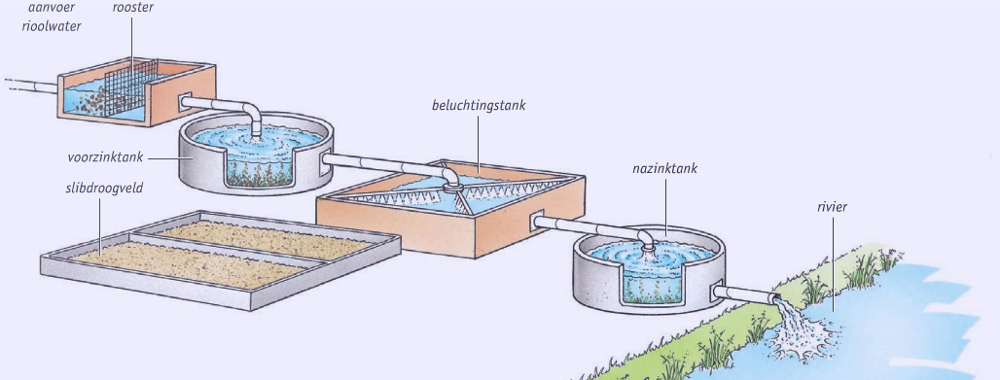 aanvoer
rioolwater
rooster
beluchtingstank
voorzinktank
nazinktank
slibdroogveld
rivier